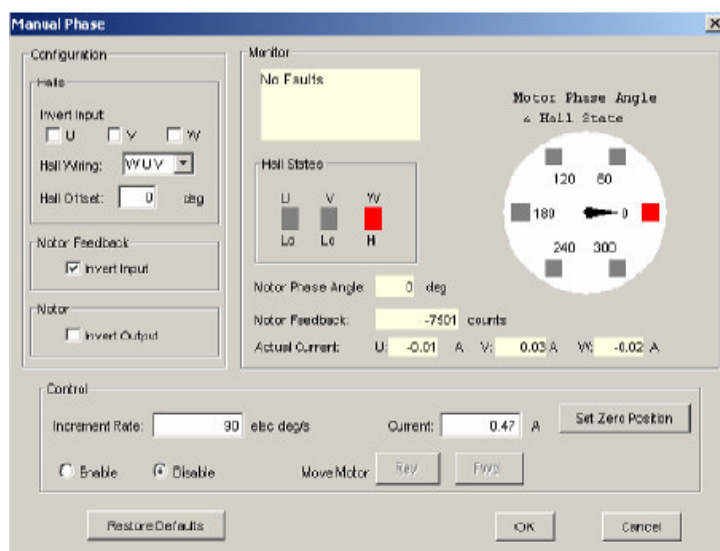 Manual Phase
Configuration
Halls
Invert Input
U V W
Hall Wiring: WUV
Hall Offset: 0 deg
Motor Feedback
Invert Input
Motor
Invert Output
Monitor
No Faults
Hall States
U V W
Lo Lo HI
Motor Phase Angle
& Hall State
120 60
180 0
240 300
Motor Phase Angle: 0 deg
Motor Feedback: -7501 counts
Actual Current: U: -0.01 A V: 0.03 A W: -0.02 A
Control
Increment Rate: 90 elec deg/s
Current: 0.47 A
Set Zero Position
Enable Disable
Move Motor Rev Fwd
Restore Defaults
OK
Cancel